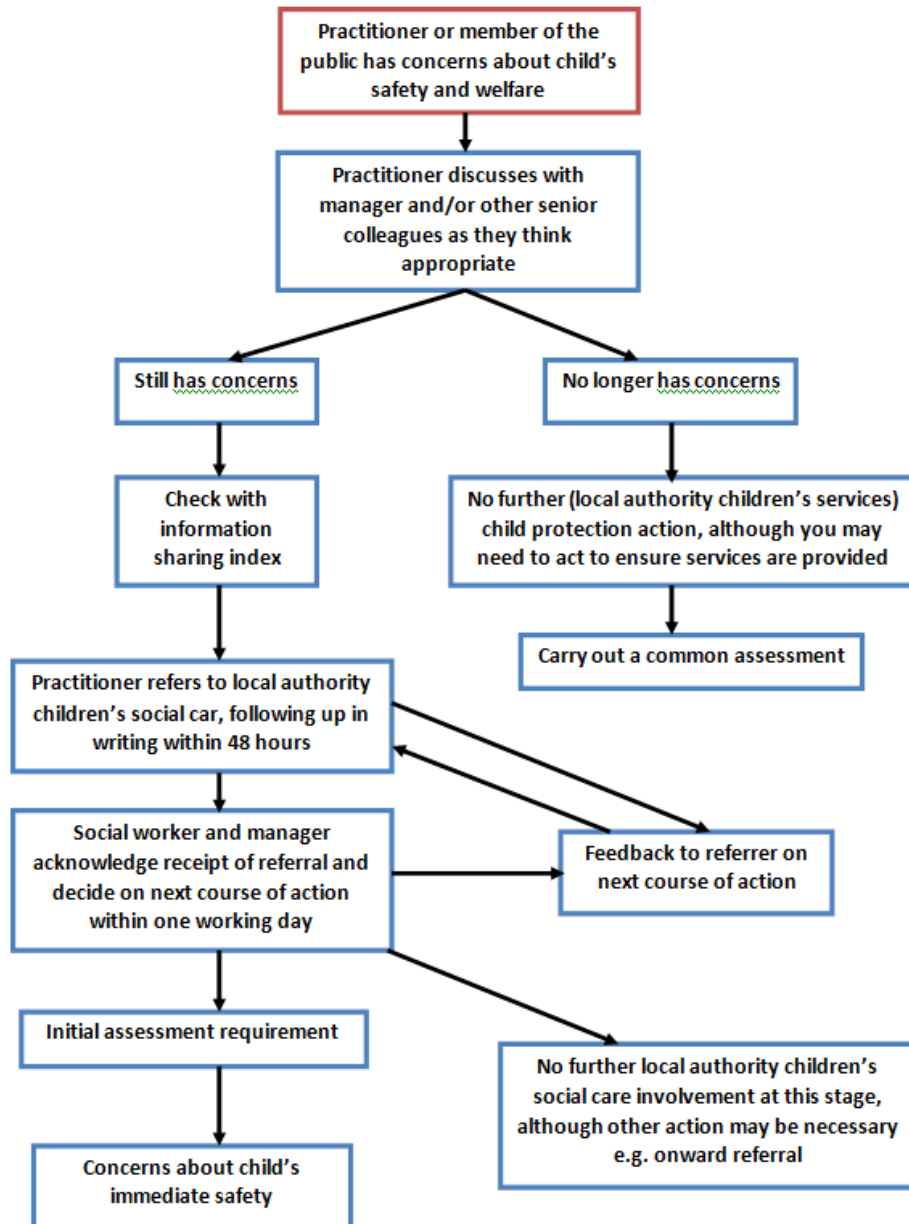 Practitioner or member of the
public has concerns about child's
safety and welfare
Practitioner discusses with
manager and/or other senior
colleagues as they think
appropriate
Still has concerns
No longer has concerns
Check with
information
sharing index
No further (local authority children's services)
child protection action, although you may
need to act to ensure services are provided
Carry out a common assessment
Practitioner refers to local authority
children's social car, following up in
writing within 48 hours
Social worker and manager
acknowledge receipt of referral and
decide on next course of action
within one working day
Feedback to referrer on
next course of action
Initial assessment requirement
No further local authority children's
social care involvement at this stage,
although other action may be necessary
e.g. onward referral
Concerns about child's
immediate safety